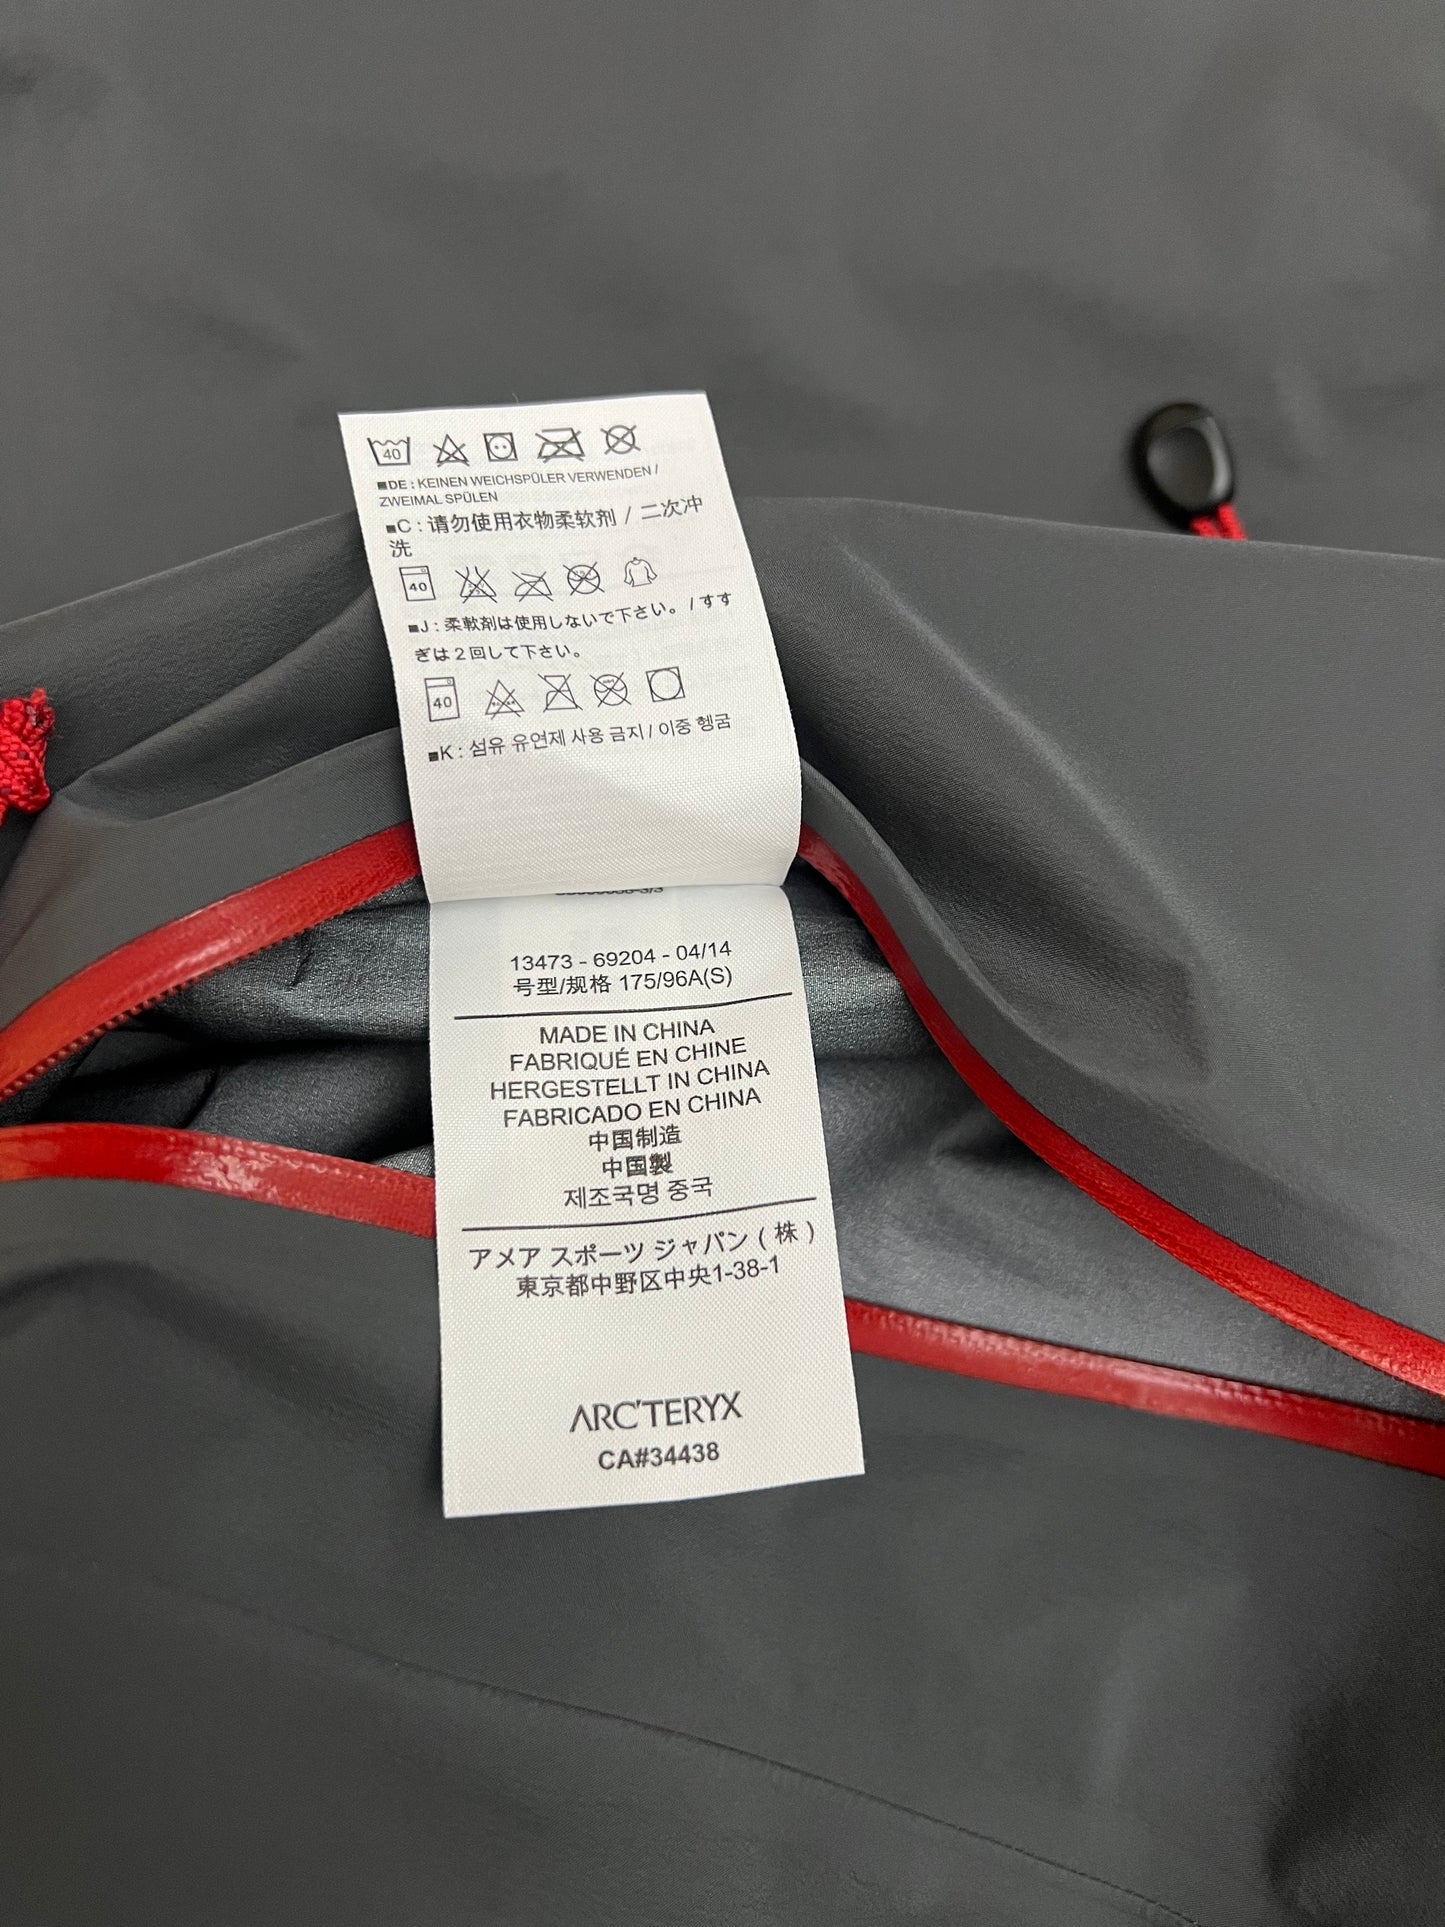 40
■DE : KEINEN WEICHSPÜLER VERWENDEN /
ZWEIMAL SPÜLEN
■C : 请勿使用衣物柔软剂 / 二次冲
洗
40
■J : 柔軟剤は使用しないで下さい。 / すす
ぎは2回して下さい。
40
■K : 섬유 유연제 사용 금지 / 이중 헹굼
13473 - 69204 - 04/14
号型/规格 175/96A(S)
MADE IN CHINA
FABRIQUÉ EN CHINE
HERGESTELLT IN CHINA
FABRICADO EN CHINA
中国制造
中国製
제조국명 중국
アメア スポーツ ジャパン ( 株 )
東京都中野区中央1-38-1
ARC'TERYX
CA#34438